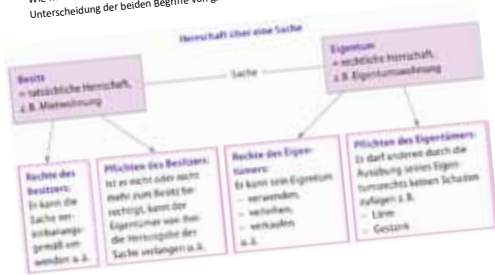 Unterscheidung der beiden Begriffe von
Herrschaft über eine Sache
Besitz
= tatsächliche Herrschaft,
z. B. Mietwohnung
Sache
Eigentum
= rechtliche Herrschaft,
z. B. Eigentumswohnung
Rechte des
Besitzers:
Er kann die
Sache ver-
einbarungs-
gemäß ver-
wenden u. ä.
Pflichten des Besitzers:
Ist er nicht oder nicht
mehr zum Besitz be-
rechtigt, kann der
Eigentümer von ihm
die Herausgabe der
Sache verlangen u. ä.
Rechte des Eigen-
tümers:
Er kann sein Eigentum
– verwenden,
– verleihen,
– verkaufen
u. ä.
Pflichten des Eigentümers:
Er darf anderen durch die
Ausübung seines Eigen-
tumsrechts keinen Schaden
zufügen z. B.
– Lärm
– Gestank